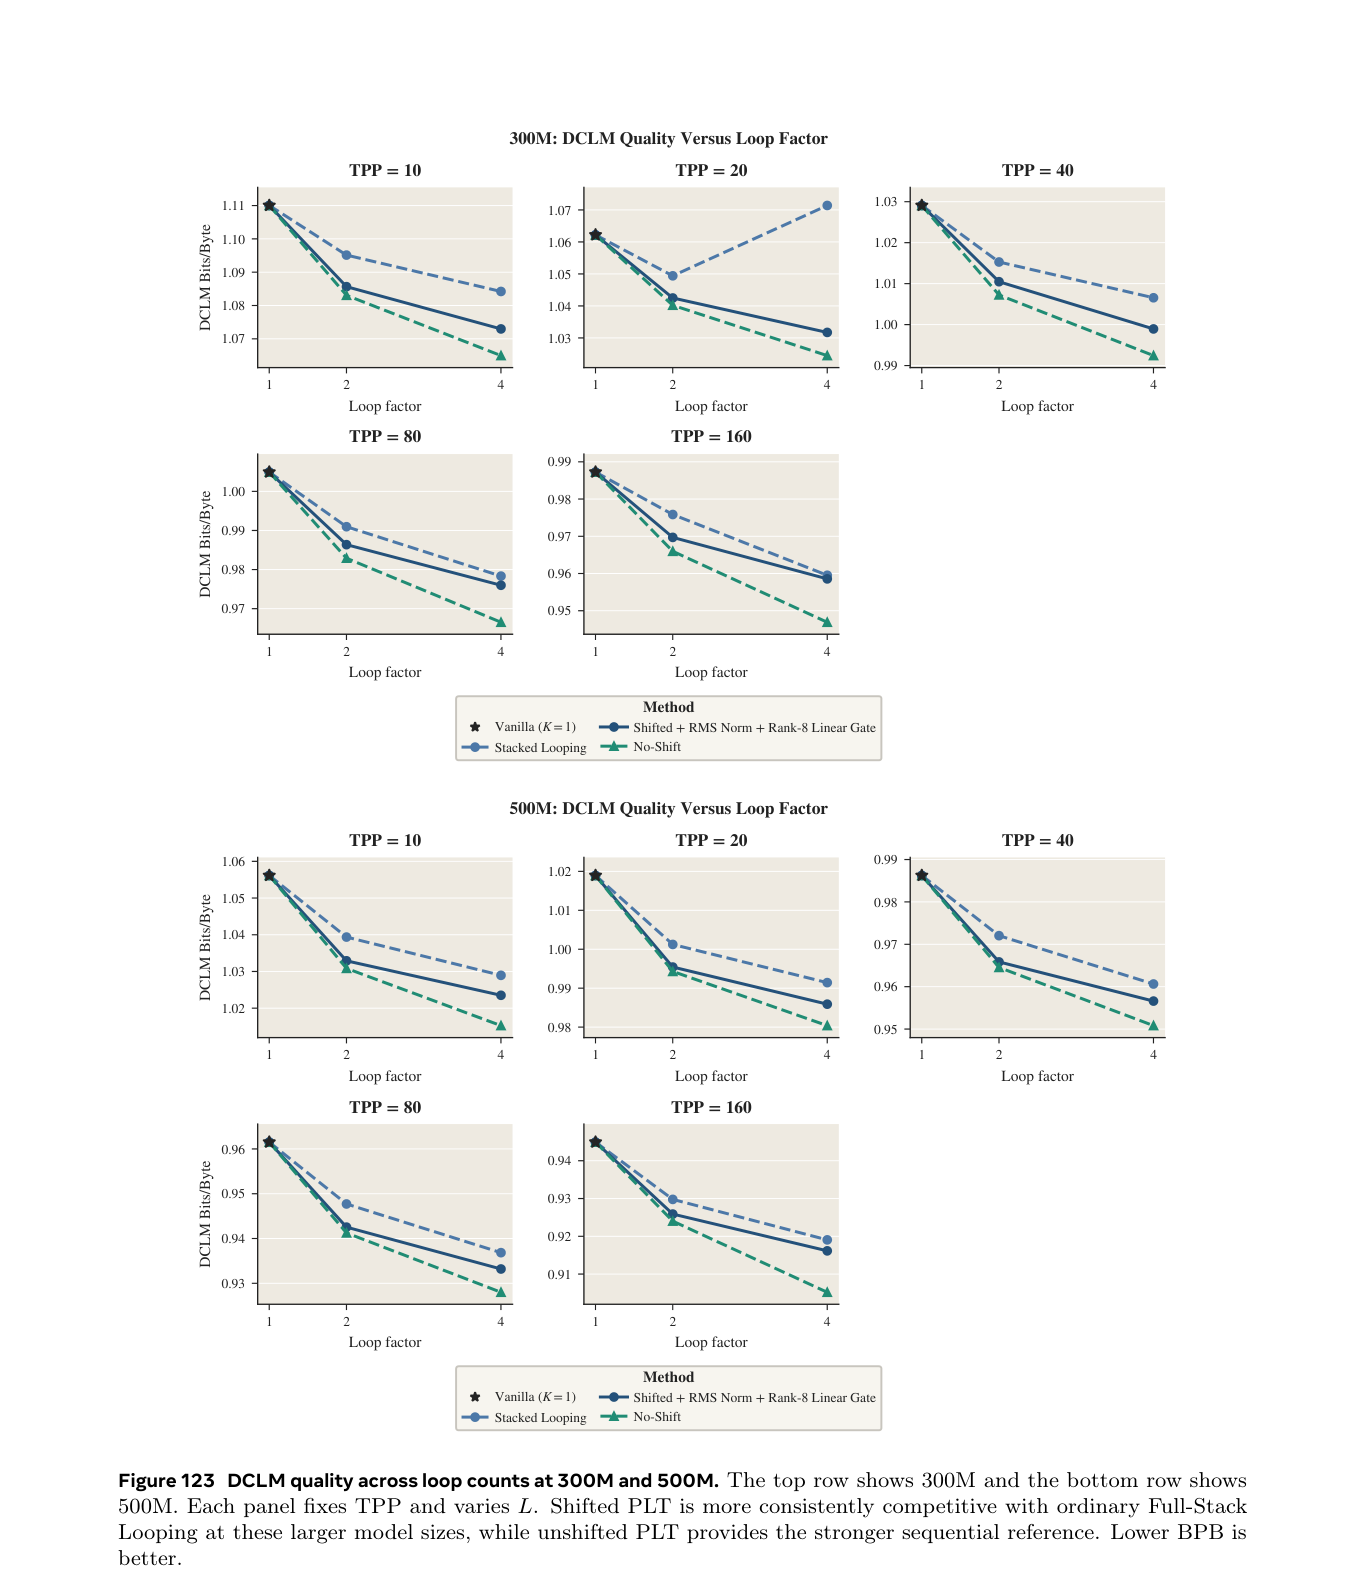 300M: DCLM Quality Versus Loop Factor
TPP = 10
DCLM Bits/Byte
1.11
1.10
1.09
1.08
1.07
1 2 4
Loop factor
TPP = 20
1.07
1.06
1.05
1.04
1.03
1 2 4
Loop factor
TPP = 40
1.03
1.02
1.01
1.00
0.99
1 2 4
Loop factor
TPP = 80
DCLM Bits/Byte
1.00
0.99
0.98
0.97
1 2 4
Loop factor
TPP = 160
0.99
0.98
0.97
0.96
0.95
1 2 4
Loop factor
Method
Vanilla (K = 1) Shifted + RMS Norm + Rank-8 Linear Gate
Stacked Looping No-Shift
500M: DCLM Quality Versus Loop Factor
TPP = 10
DCLM Bits/Byte
1.06
1.05
1.04
1.03
1.02
1 2 4
Loop factor
TPP = 20
1.02
1.01
1.00
0.99
0.98
1 2 4
Loop factor
TPP = 40
0.99
0.98
0.97
0.96
0.95
1 2 4
Loop factor
TPP = 80
DCLM Bits/Byte
0.96
0.95
0.94
0.93
1 2 4
Loop factor
TPP = 160
0.94
0.93
0.92
0.91
1 2 4
Loop factor
Method
Vanilla (K = 1) Shifted + RMS Norm + Rank-8 Linear Gate
Stacked Looping No-Shift
Figure 123 DCLM quality across loop counts at 300M and 500M. The top row shows 300M and the bottom row shows
500M. Each panel fixes TPP and varies L. Shifted PLT is more consistently competitive with ordinary Full-Stack
Looping at these larger model sizes, while unshifted PLT provides the stronger sequential reference. Lower BPB is
better.